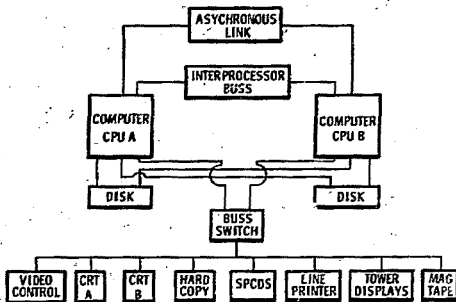 ASYCHRONOUS
LINK
INTERPROCESSOR
BUSS
COMPUTER
CPU A
COMPUTER
CPU B
DISK
DISK
BUSS
SWITCH
VIDEO
CONTROL
CRT
A
CRT
B
HARD
COPY
SPCDS
LINE
PRINTER
TOWER
DISPLAYS
MAG
TAPE